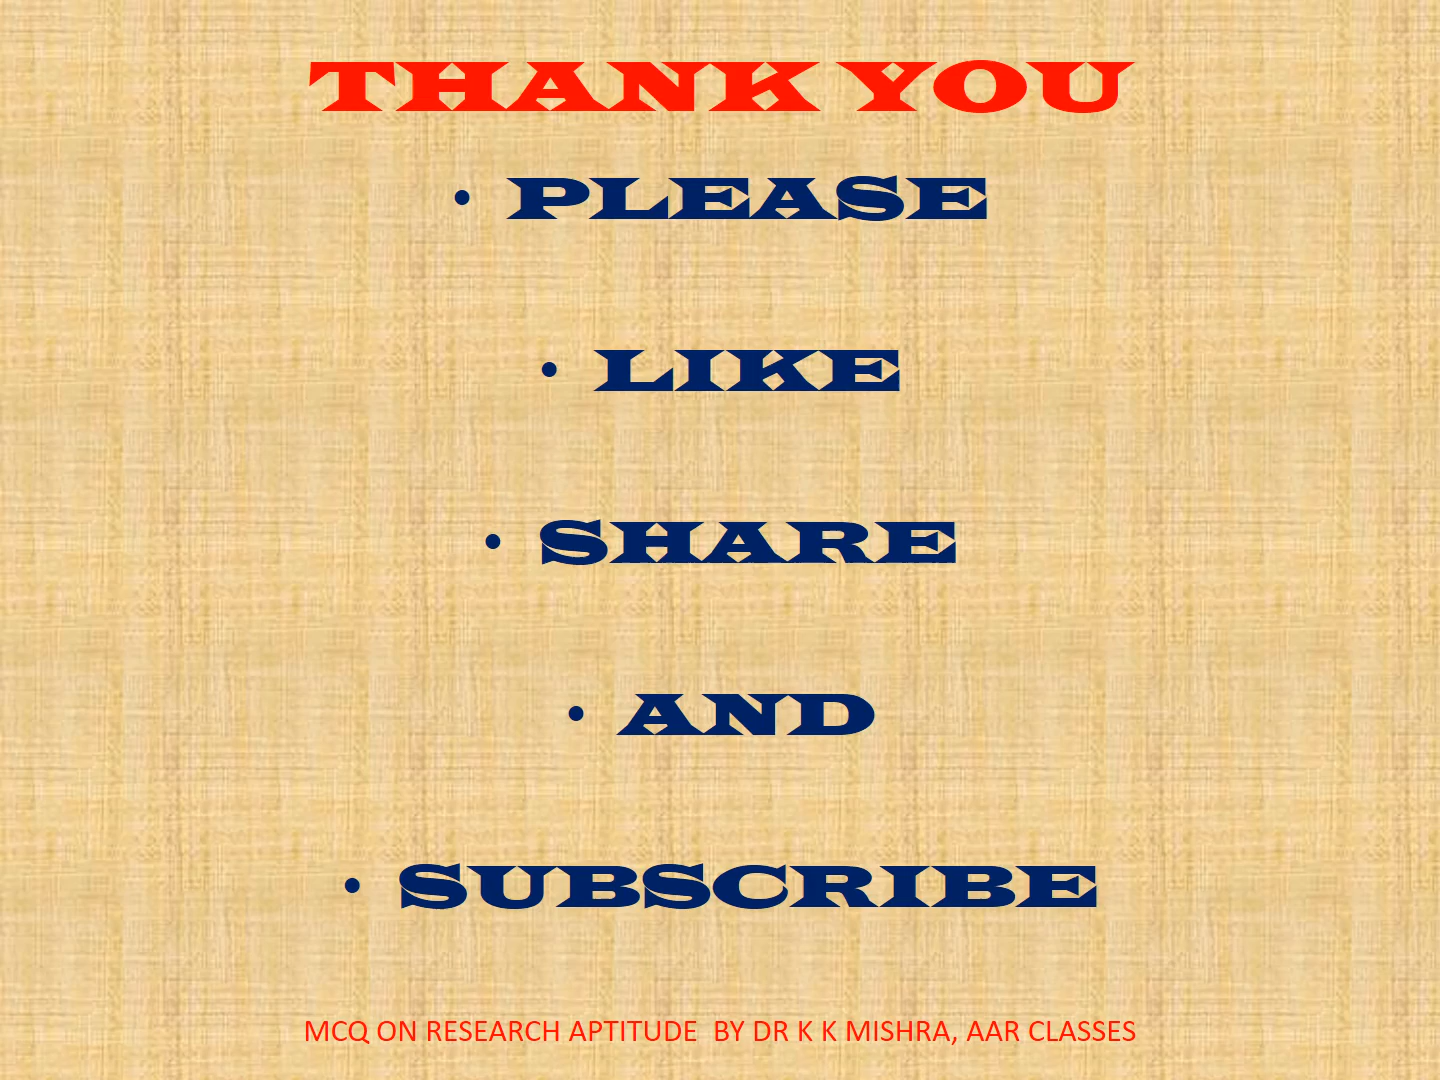 THANK YOU
• PLEASE
• LIKE
• SHARE
• AND
• SUBSCRIBE
MCQ ON RESEARCH APTITUDE  BY DR K K MISHRA, AAR CLASSES